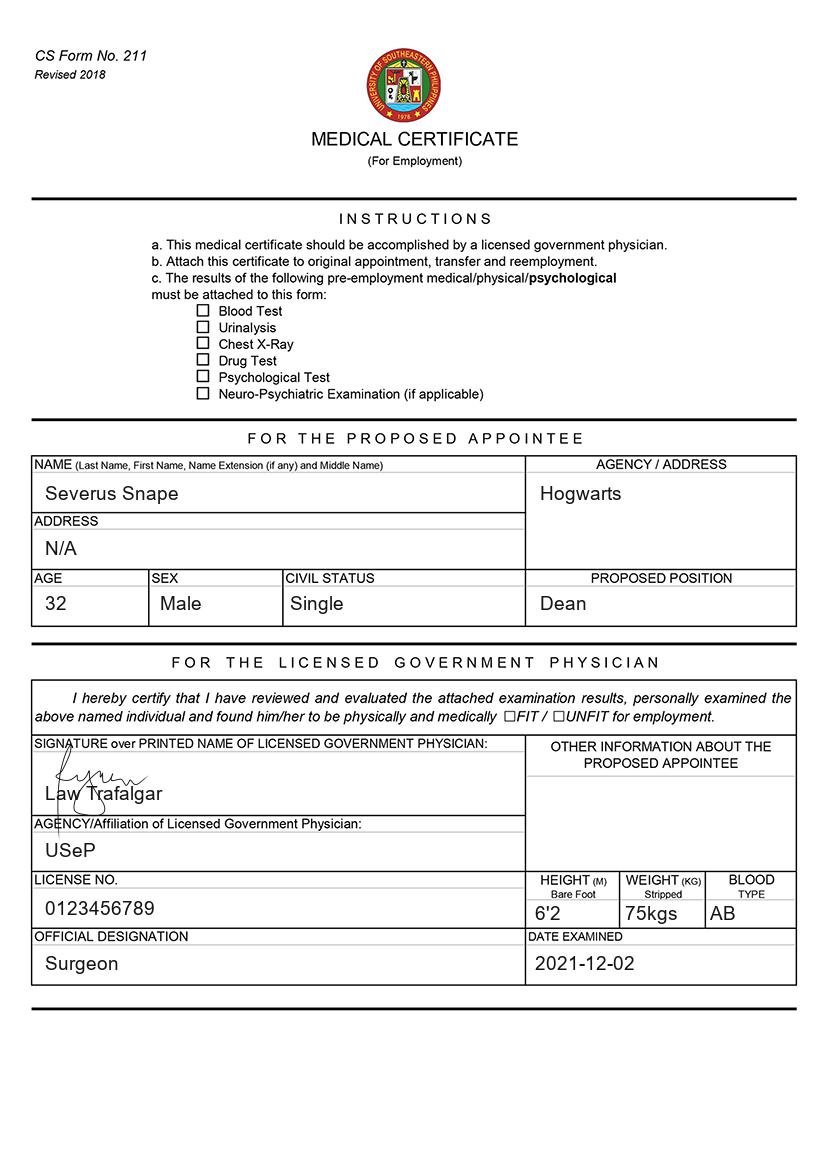 CS Form No. 211
Revised 2018
UNIVERSITY OF SOUTHEASTERN PHILIPPINES
1978
MEDICAL CERTIFICATE
(For Employment)
INSTRUCTIONS
a. This medical certificate should be accomplished by a licensed government physician.
b. Attach this certificate to original appointment, transfer and reemployment.
c. The results of the following pre-employment medical/physical/psychological
must be attached to this form:
☐ Blood Test
☐ Urinalysis
☐ Chest X-Ray
☐ Drug Test
☐ Psychological Test
☐ Neuro-Psychiatric Examination (if applicable)
FOR THE PROPOSED APPOINTEE
NAME (Last Name, First Name, Name Extension (if any) and Middle Name)
Severus Snape
AGENCY / ADDRESS
Hogwarts
ADDRESS
N/A
AGE
32
SEX
Male
CIVIL STATUS
Single
PROPOSED POSITION
Dean
FOR THE LICENSED GOVERNMENT PHYSICIAN
I hereby certify that I have reviewed and evaluated the attached examination results, personally examined the
above named individual and found him/her to be physically and medically ☐FIT / ☐UNFIT for employment.
SIGNATURE over PRINTED NAME OF LICENSED GOVERNMENT PHYSICIAN:
Law Trafalgar
OTHER INFORMATION ABOUT THE
PROPOSED APPOINTEE
AGENCY/Affiliation of Licensed Government Physician:
USeP
LICENSE NO.
0123456789
HEIGHT (M)
Bare Foot
6'2
WEIGHT (KG)
Stripped
75kgs
BLOOD
TYPE
AB
OFFICIAL DESIGNATION
Surgeon
DATE EXAMINED
2021-12-02